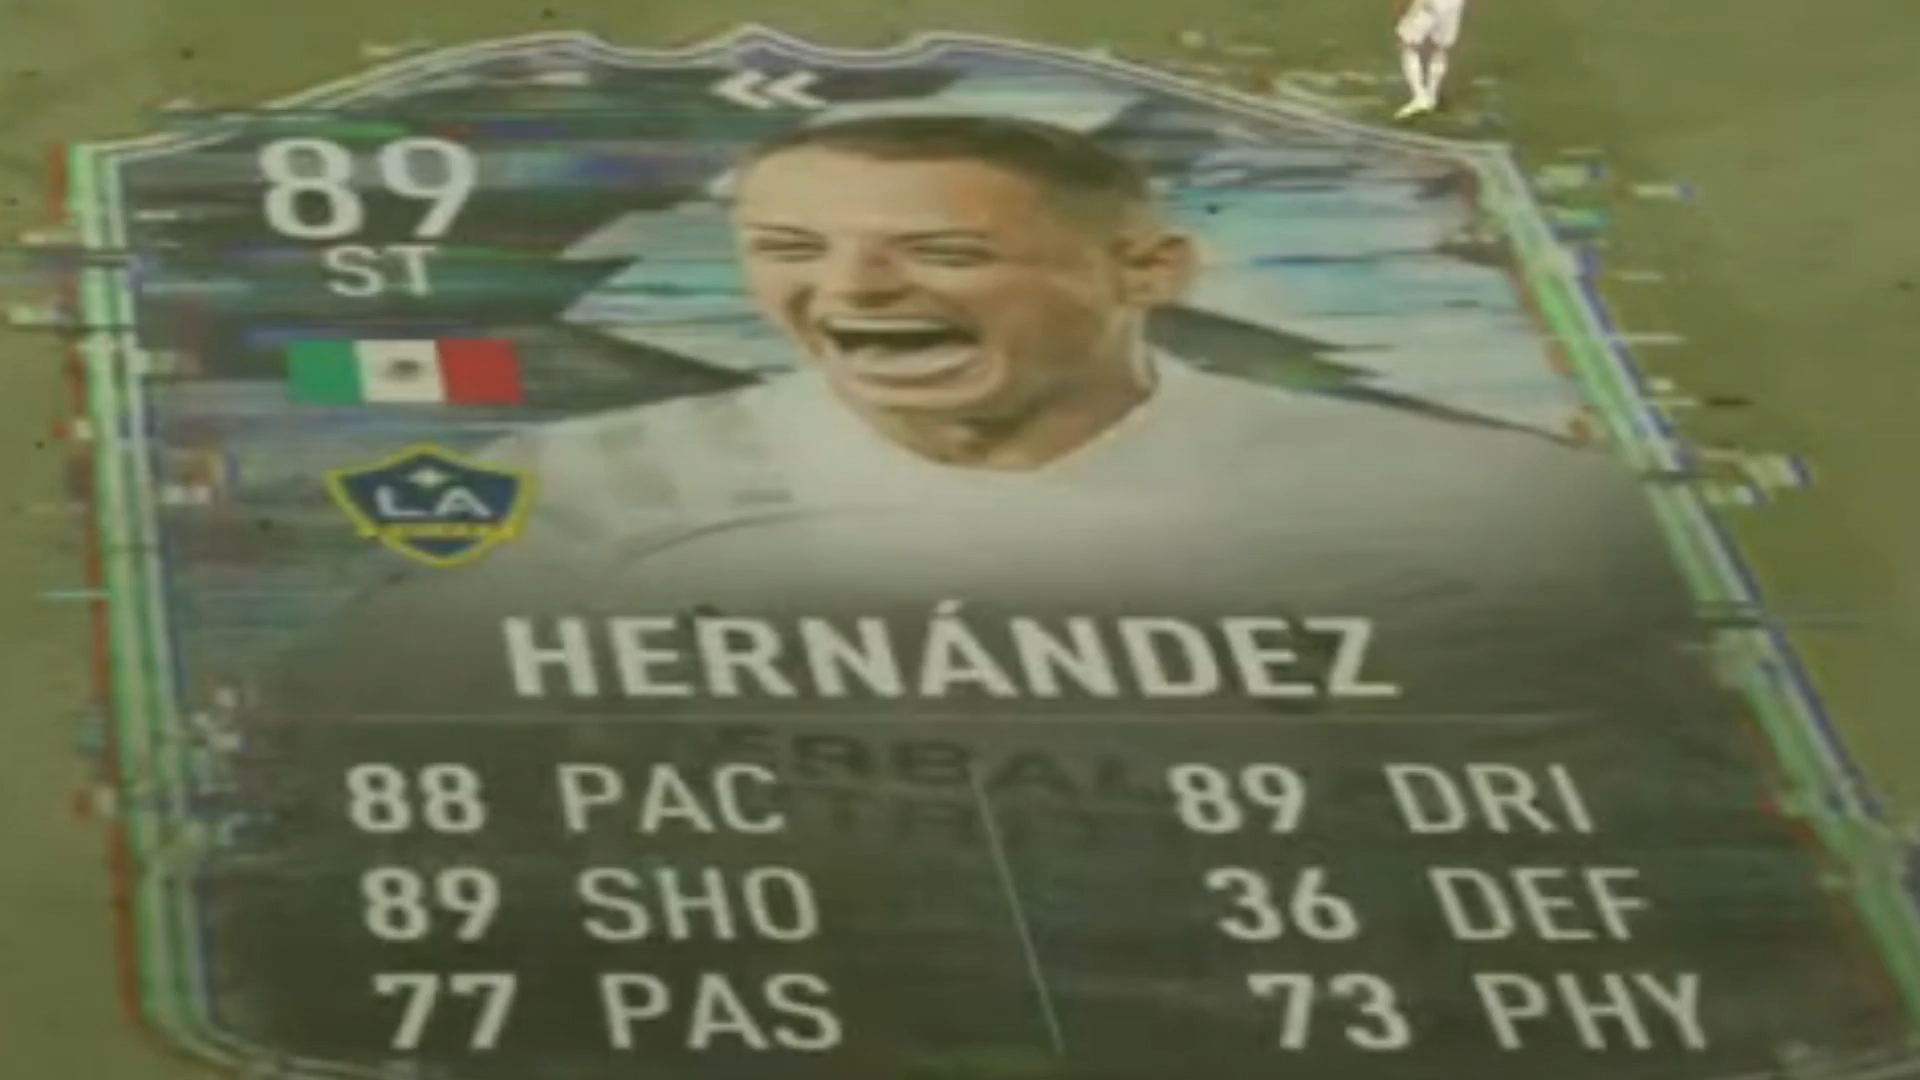 89
ST
LA
HERNÁNDEZ
88 PAC
89 DRI
89 SHO
36 DEF
77 PAS
73 PHY